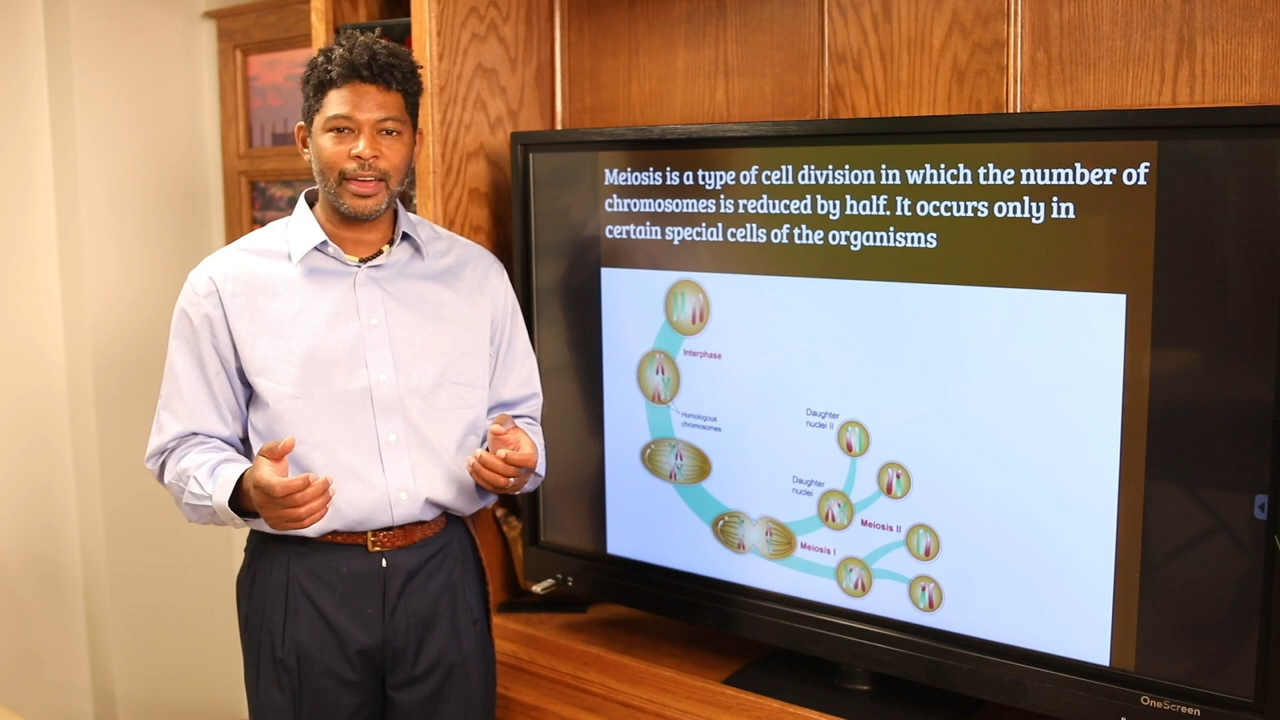 Meiosis is a type of cell division in which the number of
chromosomes is reduced by half. It occurs only in
certain special cells of the organisms
Interphase
Homologous
chromosomes
Daughter
nuclei II
Daughter
nuclei
Meiosis II
Meiosis I
OneScreen